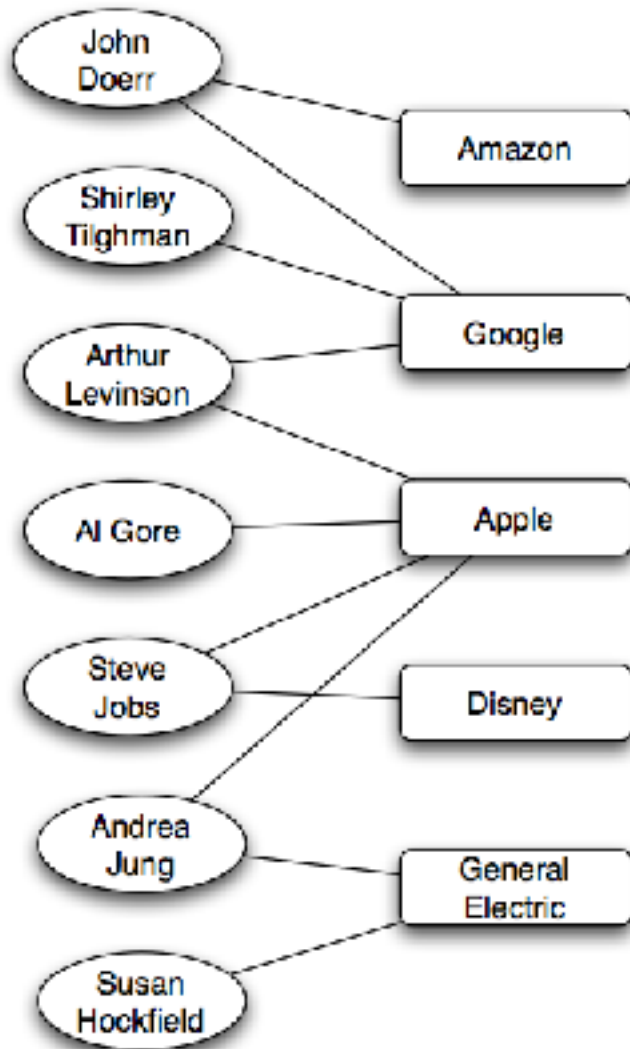 John
Doerr
Amazon
Shirley
Tilghman
Google
Arthur
Levinson
Apple
Al Gore
Steve
Jobs
Disney
Andrea
Jung
General
Electric
Susan
Hockfield